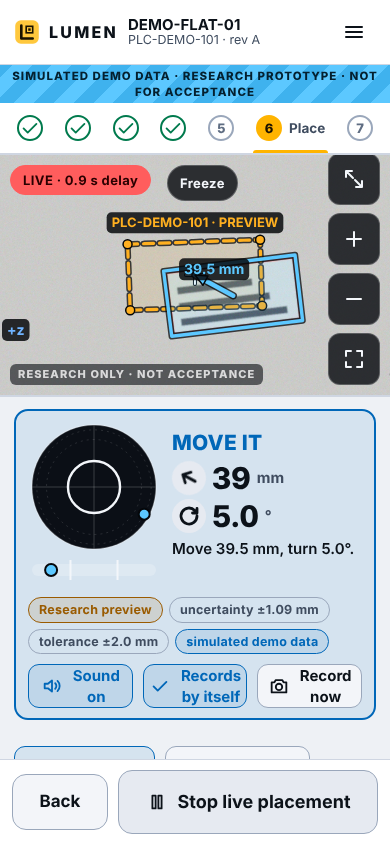 LUMEN
DEMO-FLAT-01
PLC-DEMO-101 · rev A
SIMULATED DEMO DATA · RESEARCH PROTOTYPE · NOT
FOR ACCEPTANCE
5
6 Place
7
LIVE · 0.9 s delay
Freeze
PLC-DEMO-101 · PREVIEW
39.5 mm
+z
RESEARCH ONLY · NOT ACCEPTANCE
MOVE IT
39 mm
5.0 °
Move 39.5 mm, turn 5.0°.
Research preview
uncertainty ±1.09 mm
tolerance ±2.0 mm
simulated demo data
Sound
on
Records
by itself
Record
now
Back
Stop live placement